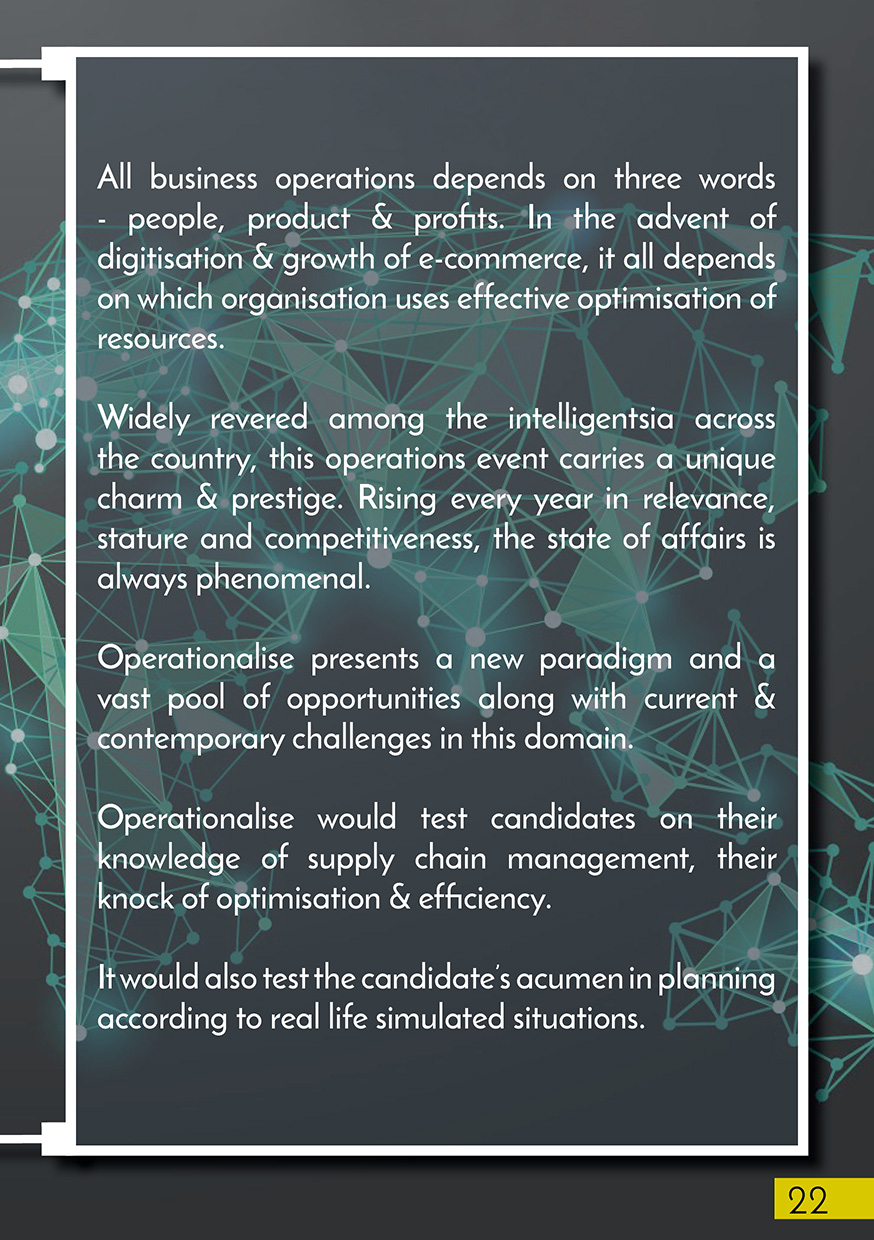 All business operations depends on three words
- people, product & profits. In the advent of
digitisation & growth of e-commerce, it all depends
on which organisation uses effective optimisation of
resources.
Widely revered among the intelligentsia across
the country, this operations event carries a unique
charm & prestige. Rising every year in relevance,
stature and competitiveness, the state of affairs is
always phenomenal.
Operationalise presents a new paradigm and a
vast pool of opportunities along with current &
contemporary challenges in this domain.
Operationalise would test candidates on their
knowledge of supply chain management, their
knock of optimisation & efficiency.
It would also test the candidate's acumen in planning
according to real life simulated situations.
22